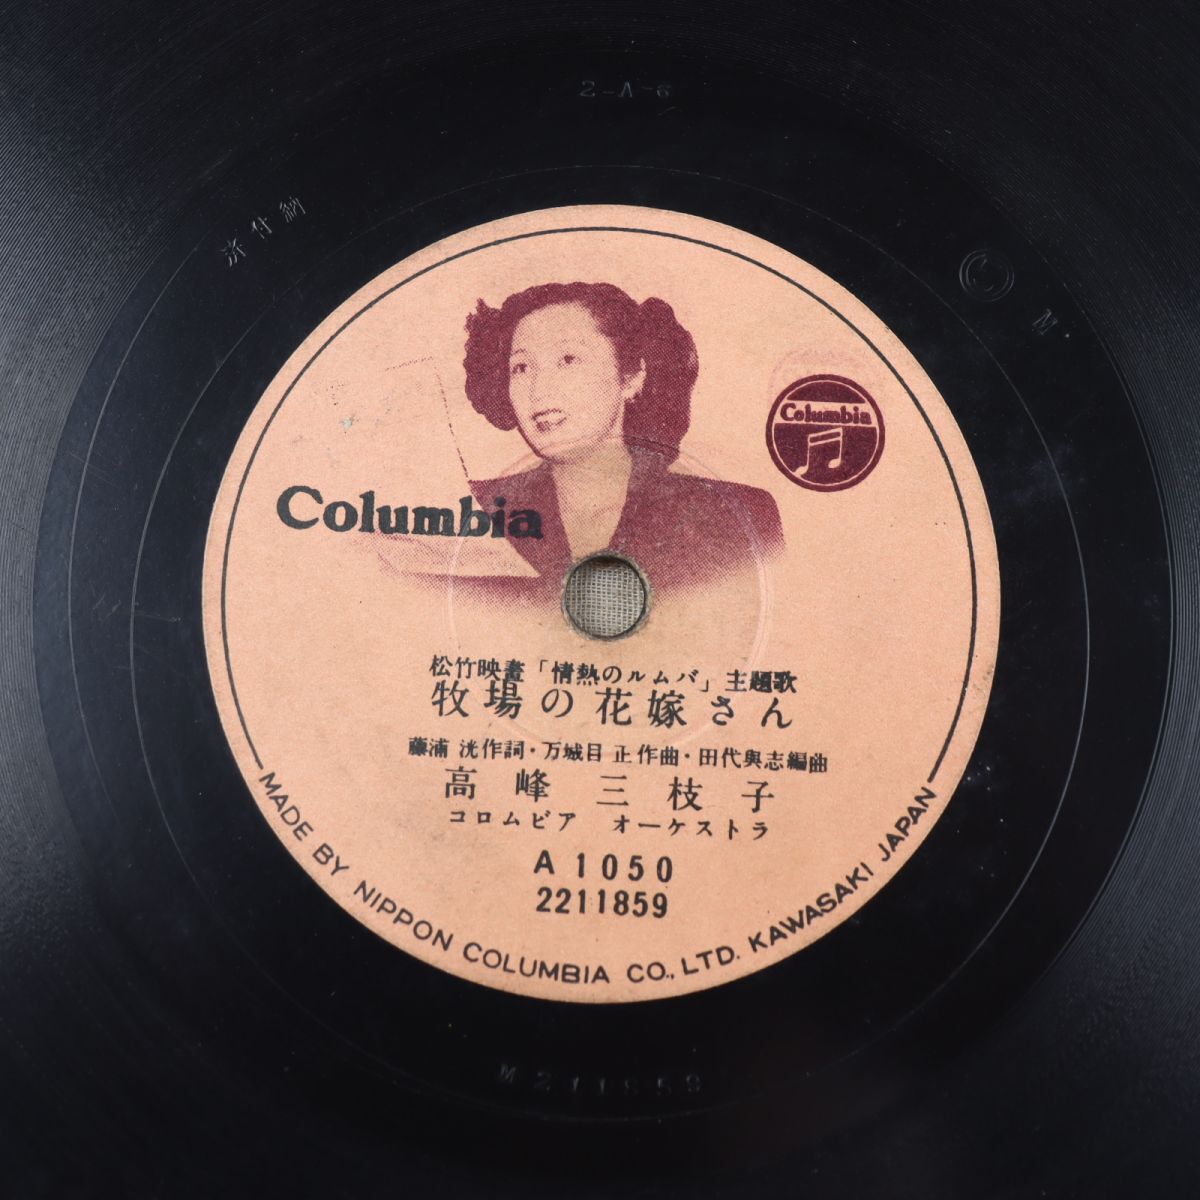 2-A-6
済付納
C
M
Columbia
Columbia
松竹映畫「情熱のルムバ」主題歌
牧場の花嫁さん
藤浦 洸作詞・万城目 正作曲・田代與志編曲
高峰 三枝子
コロムビア オーケストラ
A 1050
2211859
MADE BY NIPPON COLUMBIA CO., LTD. KAWASAKI JAPAN
M211859